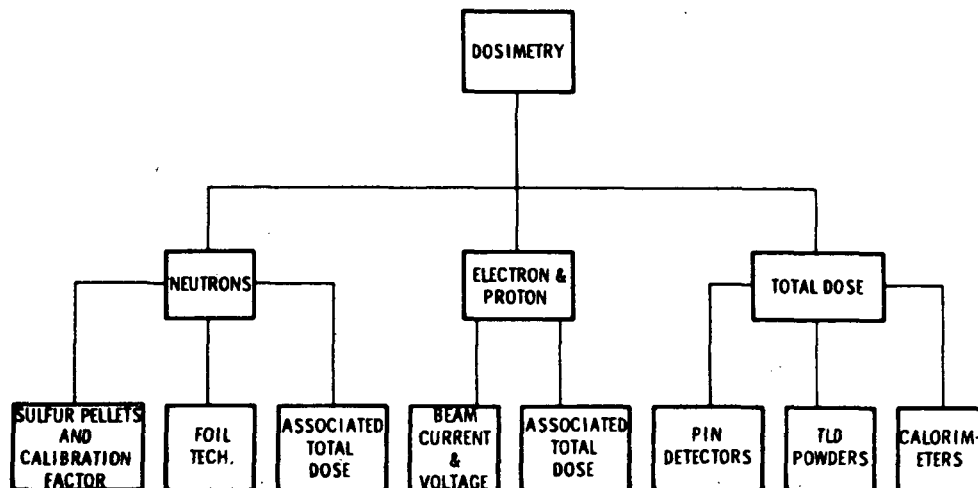 DOSIMETRY
NEUTRONS
ELECTRON &
PROTON
TOTAL DOSE
SULFUR PELLETS
AND
CALIBRATION
FACTOR
FOIL
TECH.
ASSOCIATED
TOTAL
DOSE
BEAM
CURRENT
&
VOLTAGE
ASSOCIATED
TOTAL
DOSE
PIN
DETECTORS
TLD
POWDERS
CALORIM-
ETERS